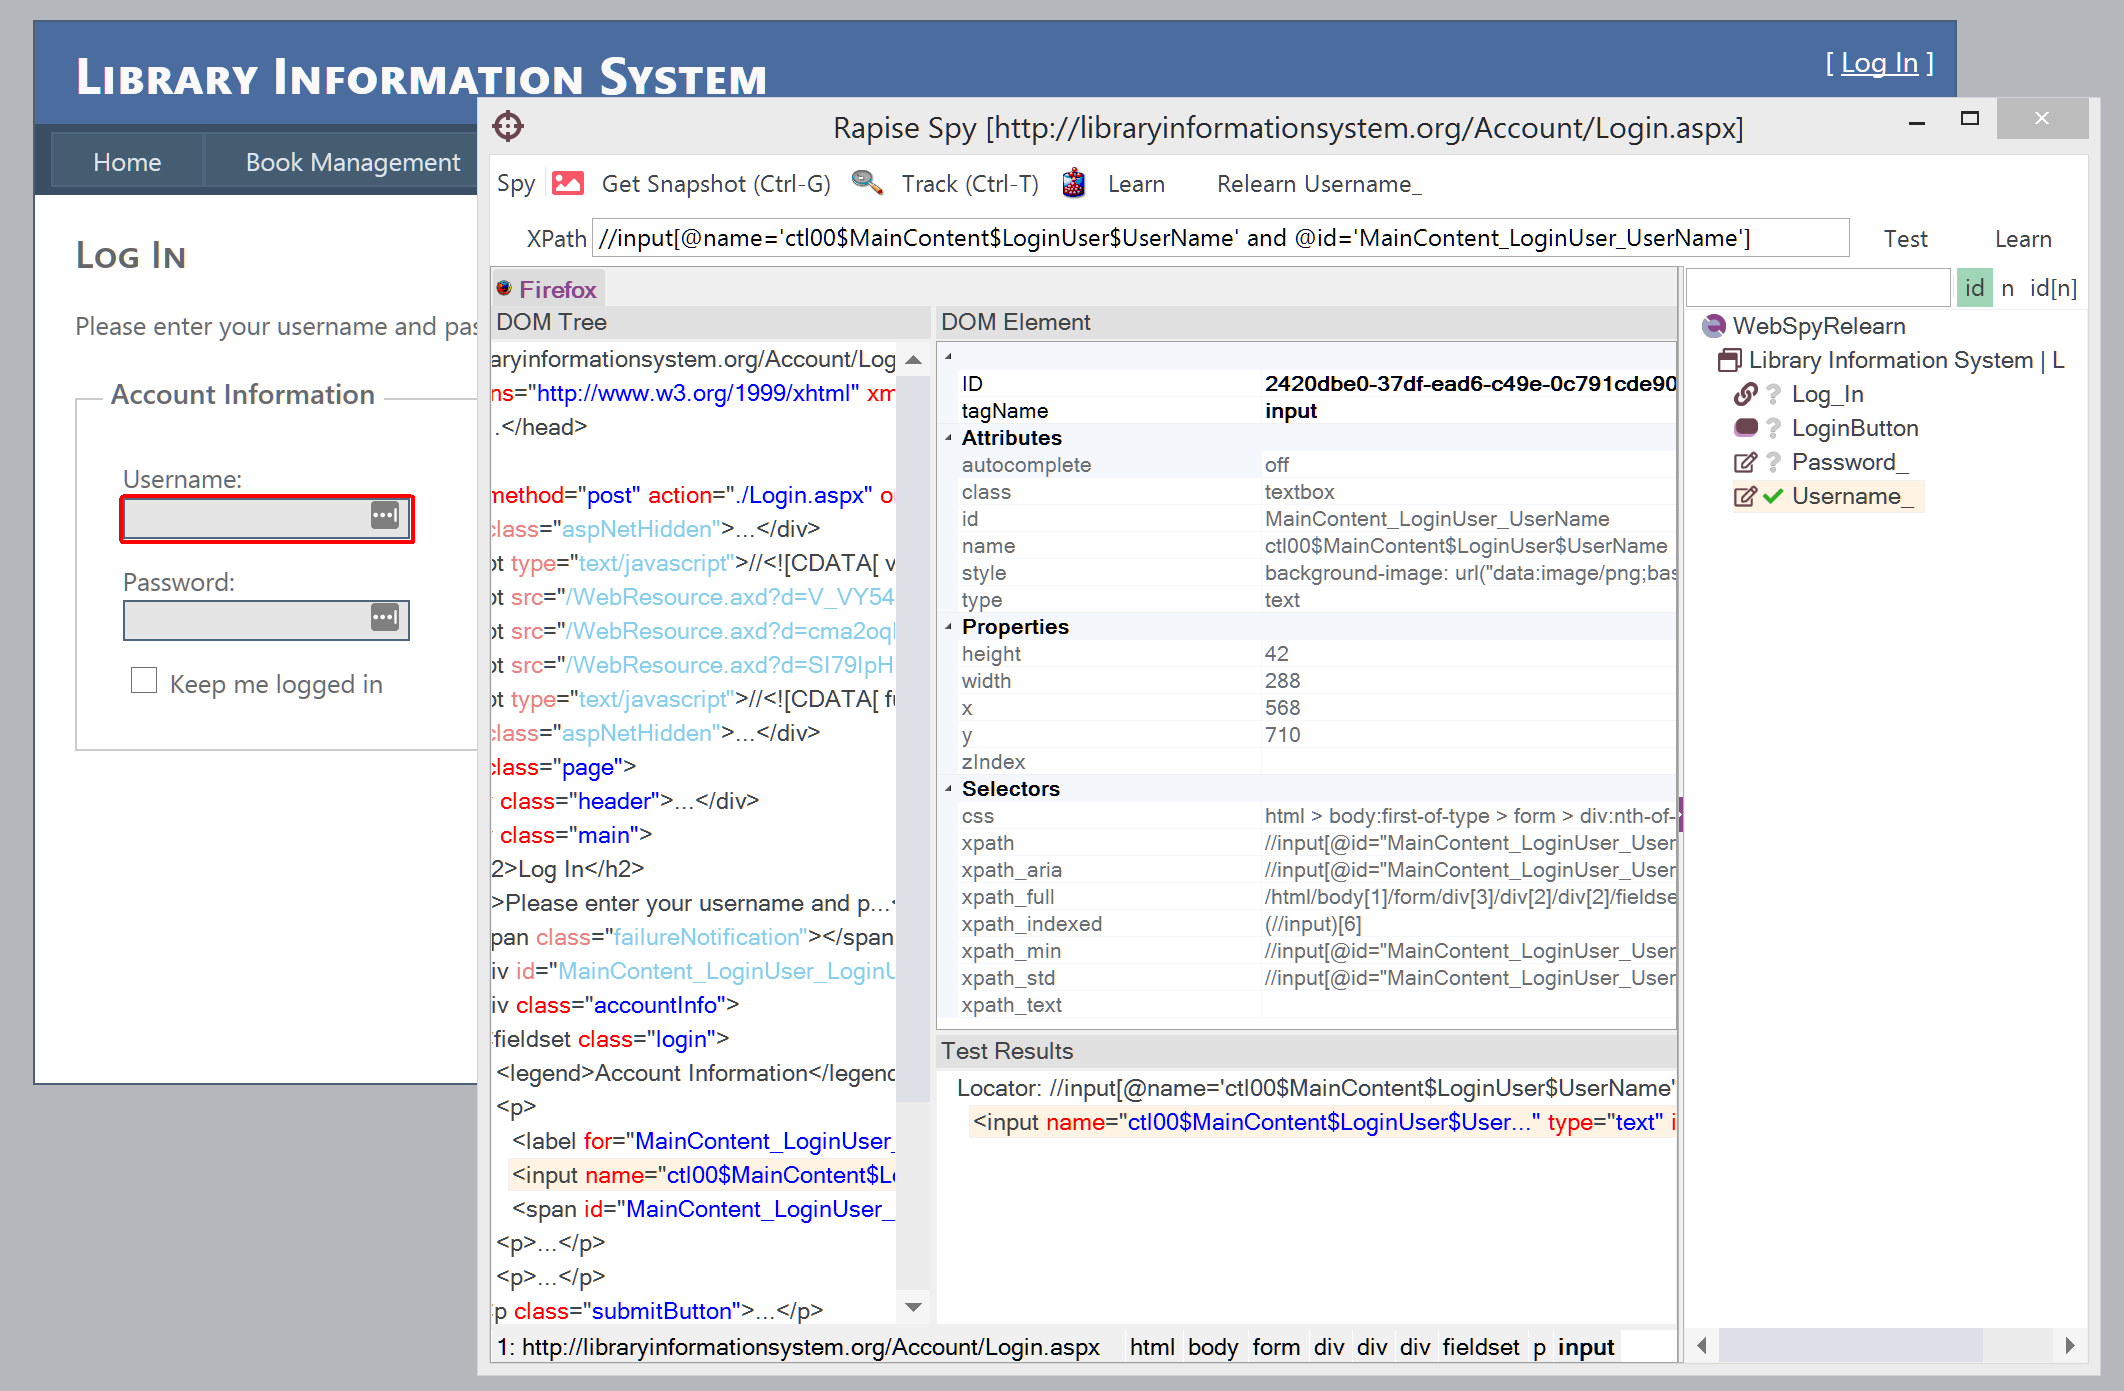 LIBRARY INFORMATION SYSTEM
[ Log In ]
Home
Book Management
LOG IN
Please enter your username and pas
Account Information
Username:
Password:
Keep me logged in
Rapise Spy [http://libraryinformationsystem.org/Account/Login.aspx]
Spy Get Snapshot (Ctrl-G) Track (Ctrl-T) Learn Relearn Username_
XPath //input[@name='ctl00$MainContent$LoginUser$UserName' and @id='MainContent_LoginUser_UserName'] Test Learn
Firefox
DOM Tree
aryinformationsystem.org/Account/Log
ns="http://www.w3.org/1999/xhtml" xm
.</head>
method="post" action="./Login.aspx" o
class="aspNetHidden">...</div>
pt type="text/javascript">//<![CDATA[ v
pt src="/WebResource.axd?d=V_VY54
pt src="/WebResource.axd?d=cma2oq
pt src="/WebResource.axd?d=SI79IpH
pt type="text/javascript">//<![CDATA[ fu
class="aspNetHidden">...</div>
class="page">
class="header">...</div>
class="main">
2>Log In</h2>
>Please enter your username and p...<
pan class="failureNotification"></span
iv id="MainContent_LoginUser_LoginU
iv class="accountInfo">
fieldset class="login">
<legend>Account Information</legend
<p>
<label for="MainContent_LoginUser_
<input name="ctl00$MainContent$Lo
<span id="MainContent_LoginUser_
<p>...</p>
<p>...</p>
p class="submitButton">...</p>
DOM Element
ID 2420dbe0-37df-ead6-c49e-0c791cde90
tagName input
Attributes
autocomplete off
class textbox
id MainContent_LoginUser_UserName
name ctl00$MainContent$LoginUser$UserName
style background-image: url("data:image/png;bas
type text
Properties
height 42
width 288
x 568
y 710
zIndex
Selectors
css html > body:first-of-type > form > div:nth-of-
xpath //input[@id="MainContent_LoginUser_User
xpath_aria //input[@id="MainContent_LoginUser_User
xpath_full /html/body[1]/form/div[3]/div[2]/div[2]/fieldse
xpath_indexed (//input)[6]
xpath_min //input[@id="MainContent_LoginUser_User
xpath_std //input[@id="MainContent_LoginUser_User
xpath_text
Test Results
Locator: //input[@name='ctl00$MainContent$LoginUser$UserName'
<input name="ctl00$MainContent$LoginUser$User..." type="text" i
id n id[n]
WebSpyRelearn
Library Information System | L
Log_In
LoginButton
Password_
Username_
1: http://libraryinformationsystem.org/Account/Login.aspx html body form div div div fieldset p input